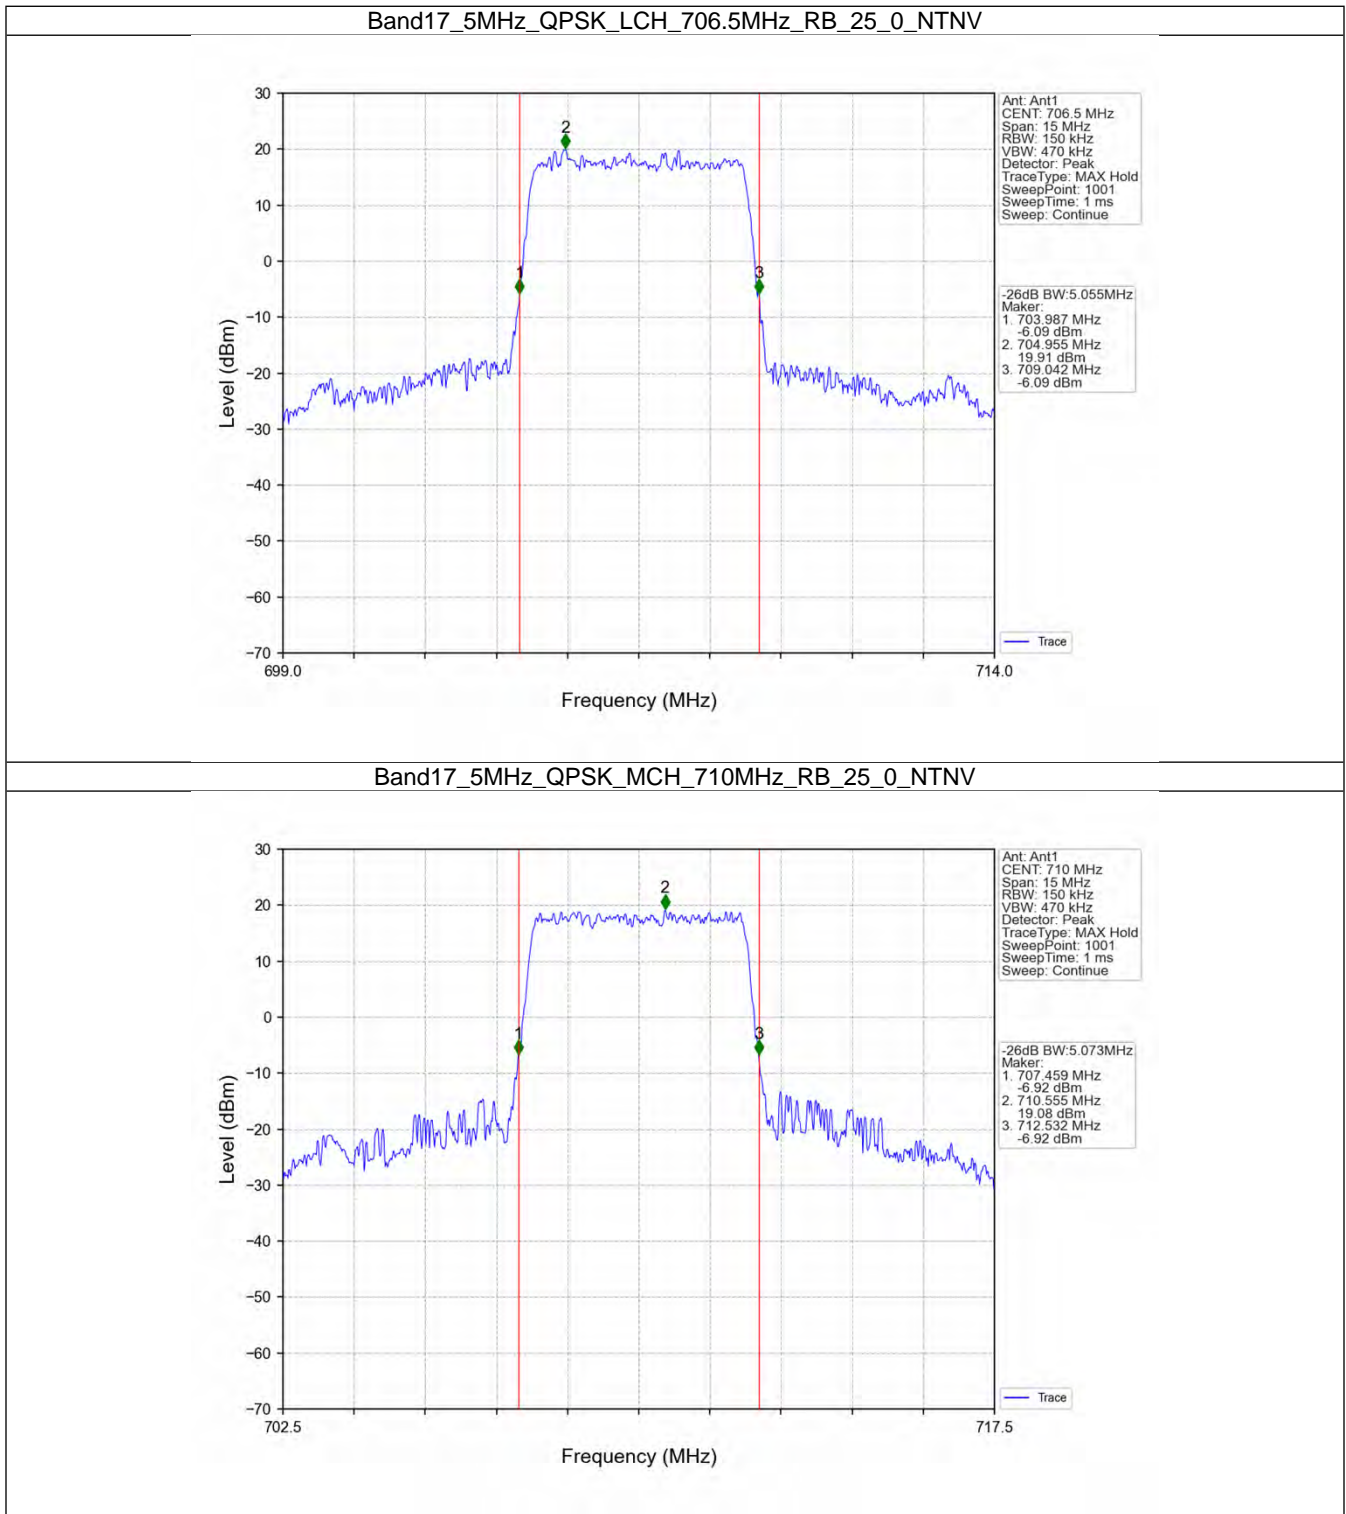 Band17_5MHz_QPSK_LCH_706.5MHz_RB_25_0_NTNV
30
20
10
0
−10
−20
−30
−40
−50
−60
−70
Level (dBm)
2
1
3
699.0
714.0
Frequency (MHz)
Ant: Ant1
CENT: 706.5 MHz
Span: 15 MHz
RBW: 150 kHz
VBW: 470 kHz
Detector: Peak
TraceType: MAX Hold
SweepPoint: 1001
SweepTime: 1 ms
Sweep: Continue
-26dB BW:5.055MHz
Maker:
1. 703.987 MHz
-6.09 dBm
2. 704.955 MHz
19.91 dBm
3. 709.042 MHz
-6.09 dBm
Trace
Band17_5MHz_QPSK_MCH_710MHz_RB_25_0_NTNV
30
20
10
0
−10
−20
−30
−40
−50
−60
−70
Level (dBm)
2
1
3
702.5
717.5
Frequency (MHz)
Ant: Ant1
CENT: 710 MHz
Span: 15 MHz
RBW: 150 kHz
VBW: 470 kHz
Detector: Peak
TraceType: MAX Hold
SweepPoint: 1001
SweepTime: 1 ms
Sweep: Continue
-26dB BW:5.073MHz
Maker:
1. 707.459 MHz
-6.92 dBm
2. 710.555 MHz
19.08 dBm
3. 712.532 MHz
-6.92 dBm
Trace